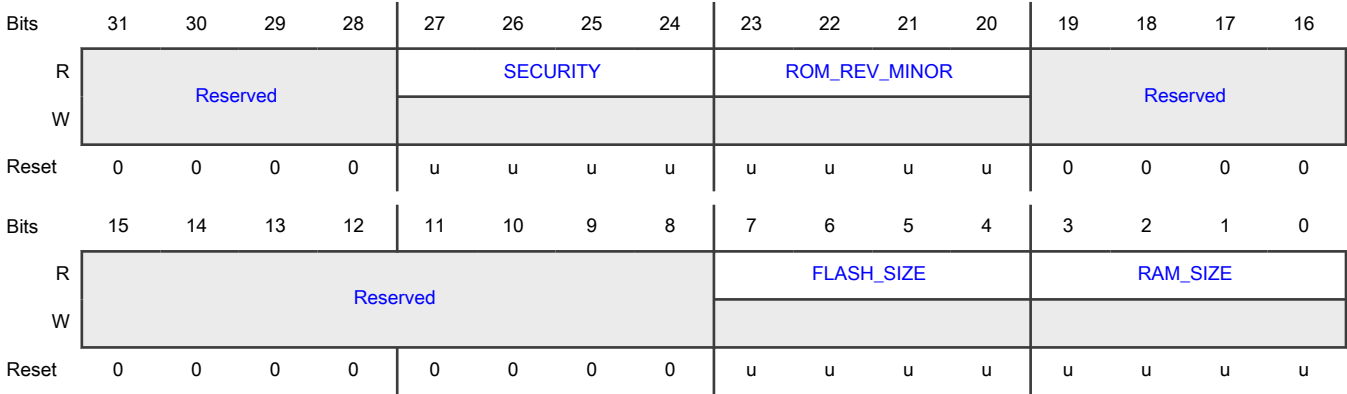 Bits 31 30 29 28 27 26 25 24 23 22 21 20 19 18 17 16
R Reserved SECURITY ROM_REV_MINOR Reserved
W
Reset 0 0 0 0 u u u u u u u u 0 0 0 0
Bits 15 14 13 12 11 10 9 8 7 6 5 4 3 2 1 0
R Reserved FLASH_SIZE RAM_SIZE
W
Reset 0 0 0 0 0 0 0 0 u u u u u u u u